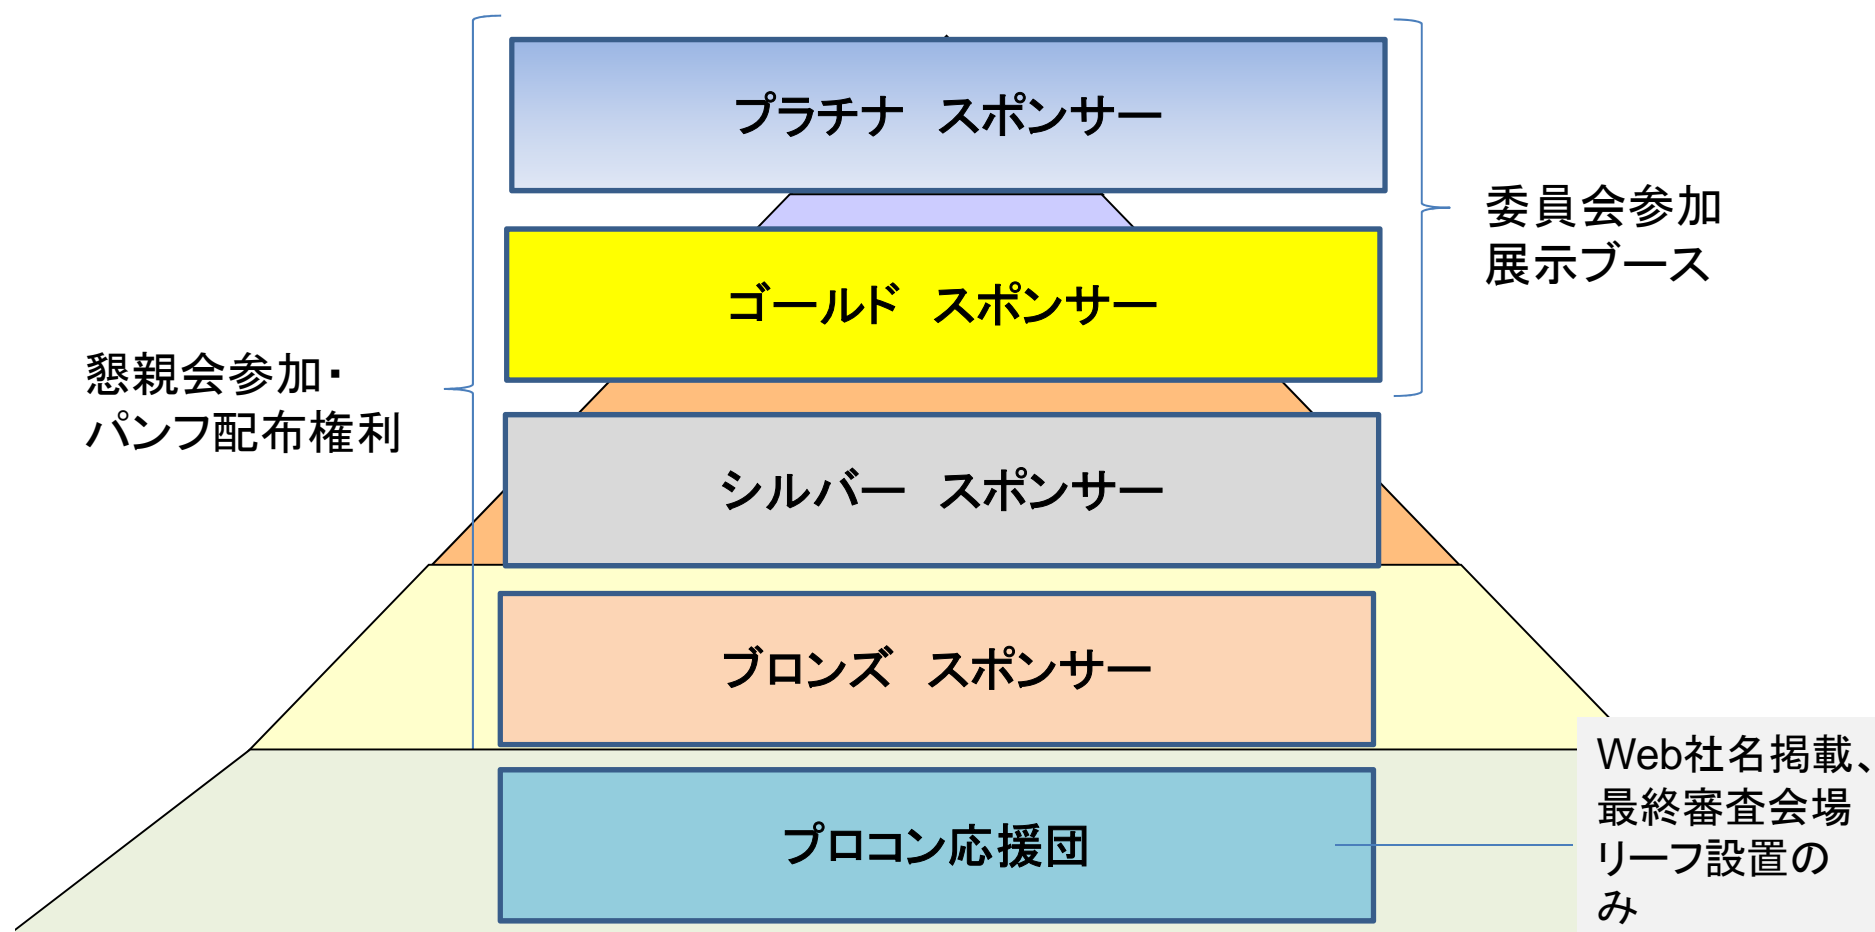 プラチナ　スポンサー
委員会参加
展示ブース
ゴールド　スポンサー
懇親会参加・
パンフ配布権利
シルバー　スポンサー
ブロンズ　スポンサー
Web社名掲載、
最終審査会場
リーフ設置の
み
プロコン応援団